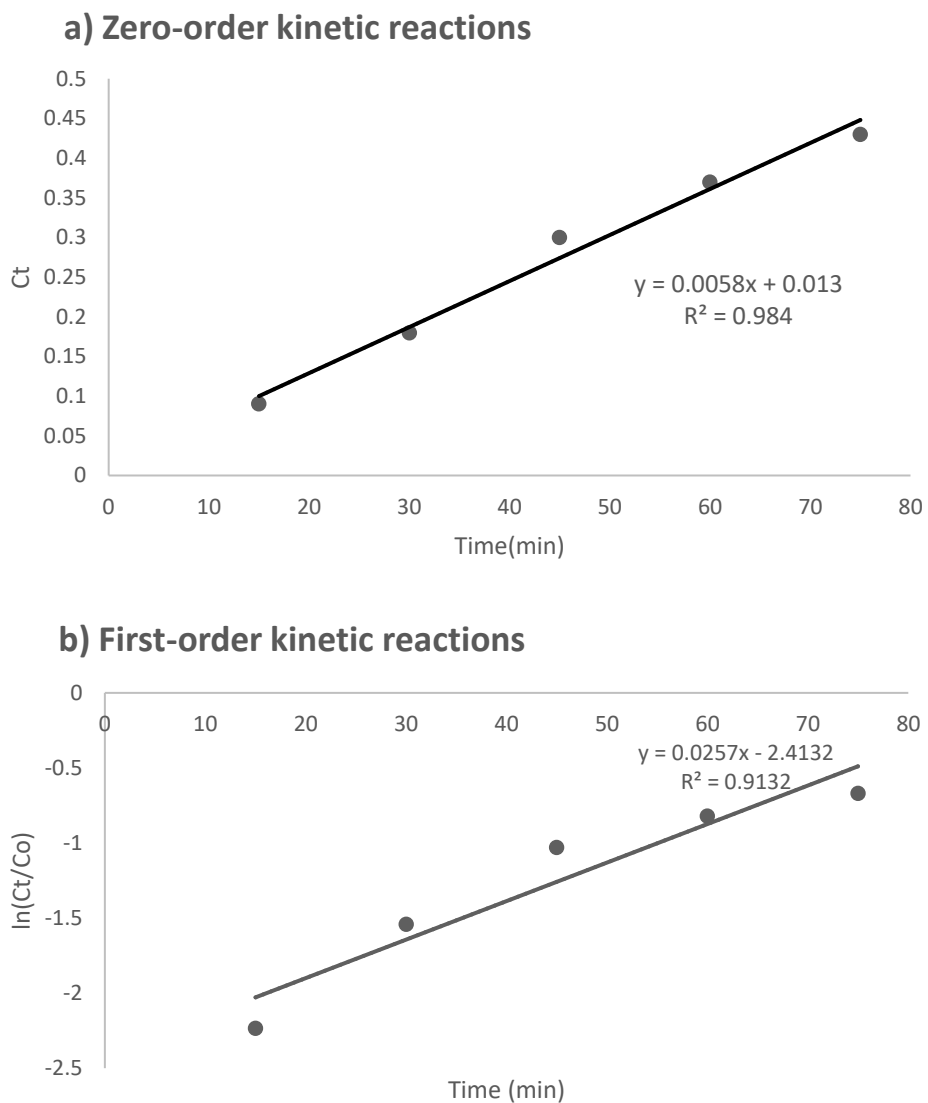 a) Zero-order kinetic reactions
0.5
0.45
0.4
0.35
0.3
0.25
0.2
0.15
0.1
0.05
0
Ct
y = 0.0058x + 0.013
R² = 0.984
0 10 20 30 40 50 60 70 80
Time(min)
b) First-order kinetic reactions
0
0 10 20 30 40 50 60 70 80
y = 0.0257x - 2.4132
R² = 0.9132
-0.5
-1
-1.5
-2
-2.5
ln(Ct/Co)
Time (min)